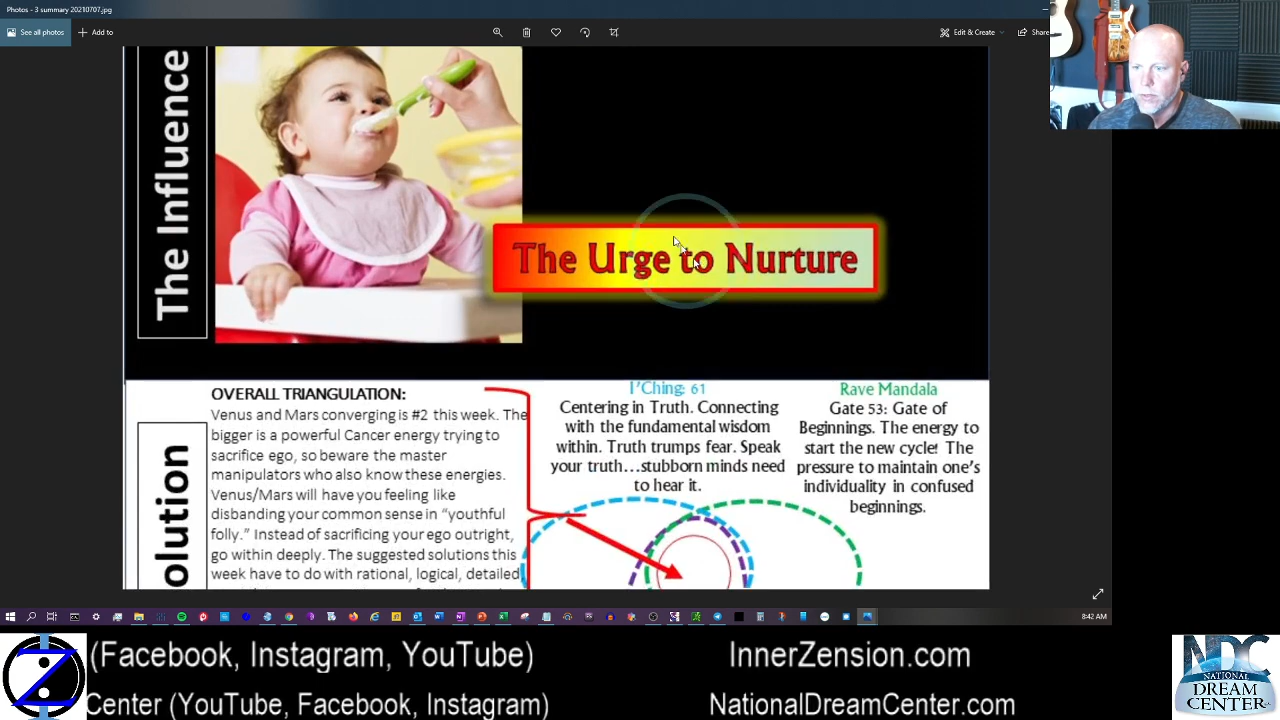 Photos - 3 summary 20210707.jpg
See all photos
Add to
Edit & Create
Share
The Influence
The Urge to Nurture
OVERALL TRIANGULATION:
Venus and Mars converging is #2 this week. The
bigger is a powerful Cancer energy trying to
sacrifice ego, so beware the master
manipulators who also know these energies.
Venus/Mars will have you feeling like
disbanding your common sense in "youthful
folly." Instead of sacrificing your ego outright,
go within deeply. The suggested solutions this
week have to do with rational, logical, detailed
I'Ching: 61
Centering in Truth. Connecting
with the fundamental wisdom
within. Truth trumps fear. Speak
your truth...stubborn minds need
to hear it.
Rave Mandala
Gate 53: Gate of
Beginnings. The energy to
start the new cycle! The
pressure to maintain one's
individuality in confused
beginnings.
olution
8:42 AM
(Facebook, Instagram, YouTube)
InnerZension.com
Center (YouTube, Facebook, Instagram)
NationalDreamCenter.com
NDC
NATIONAL
DREAM
CENTER